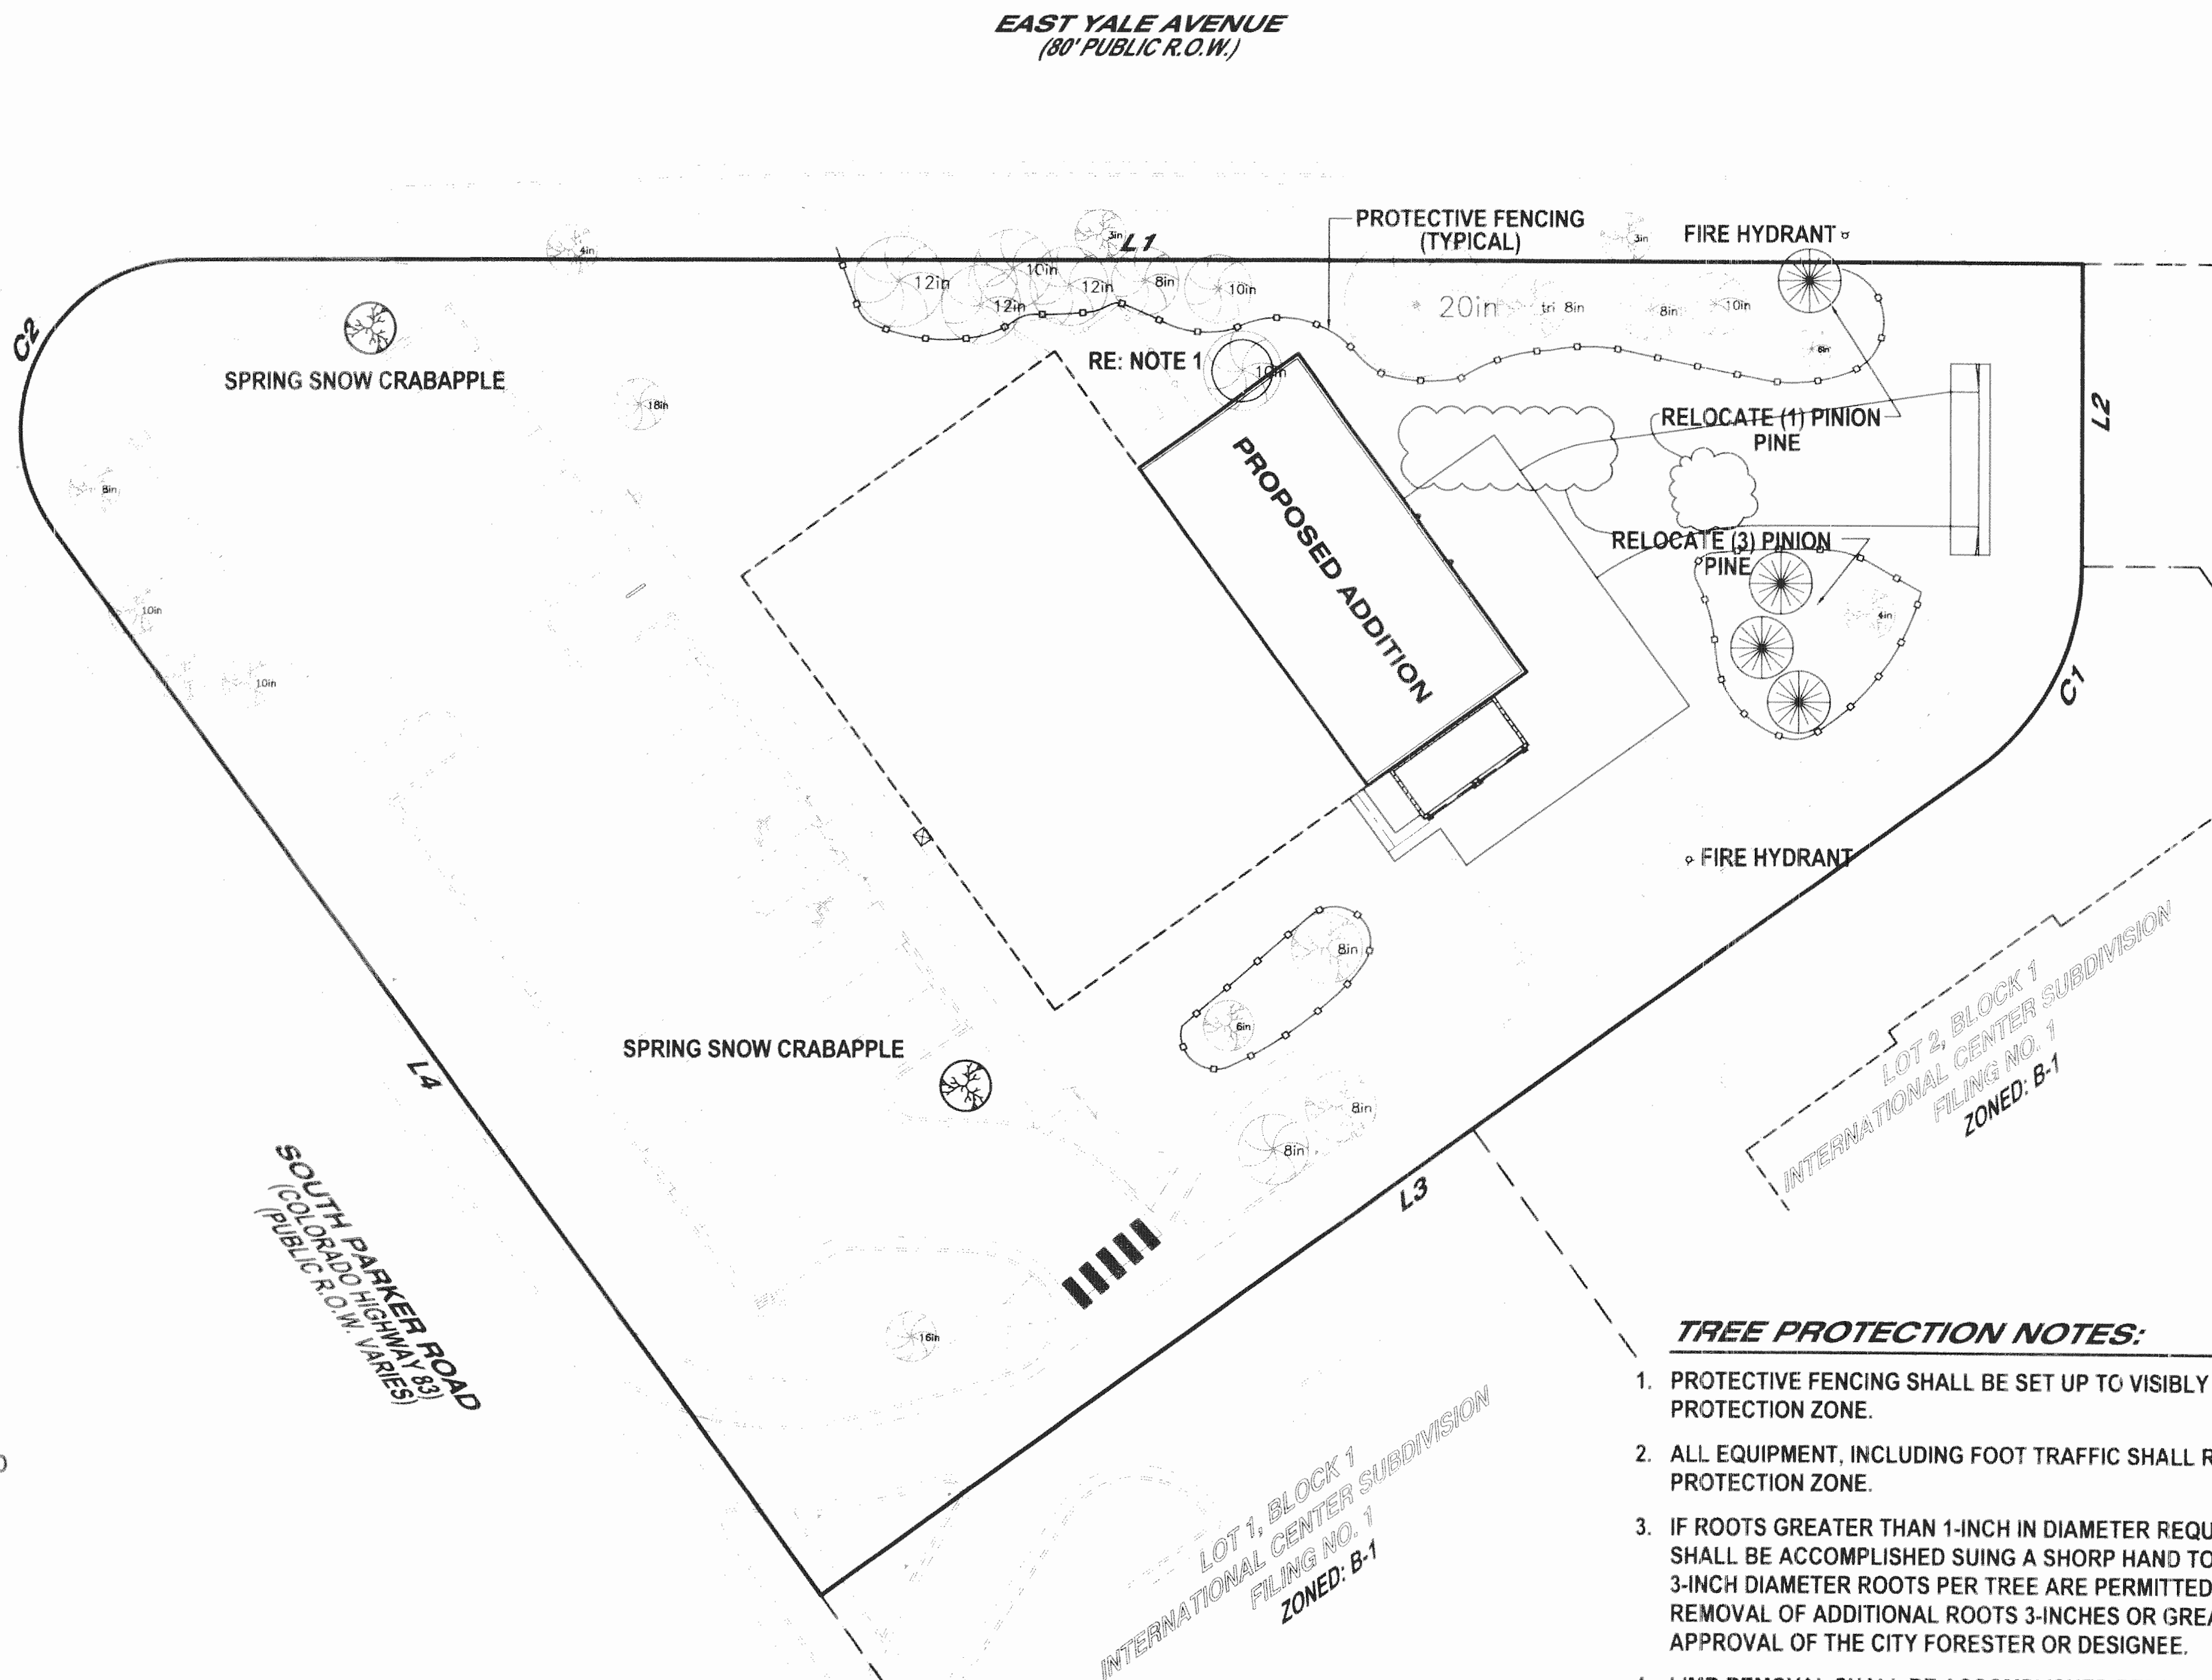 EAST YALE AVENUE
(80' PUBLIC R.O.W.)
PROTECTIVE FENCING
(TYPICAL)
3in
FIRE HYDRANT
3in
L1
4in
12in
10in
12in
12in
8in
10in
20in
tri 8in
8in
10in
6in
C2
SPRING SNOW CRABAPPLE
RE: NOTE 1
10in
18in
RELOCATE (1) PINION
PINE
L2
PROPOSED ADDITION
8in
RELOCATE (3) PINION
PINE
10in
4in
10in
C1
FIRE HYDRANT
8in
6in
SPRING SNOW CRABAPPLE
L4
8in
8in
L3
LOT 2, BLOCK 1
INTERNATIONAL CENTER SUBDIVISION
FILING NO. 1
ZONED: B-1
SOUTH PARKER ROAD
(COLORADO HIGHWAY 83)
(PUBLIC R.O.W. VARIES)
16in
LOT 1, BLOCK 1
INTERNATIONAL CENTER SUBDIVISION
FILING NO. 1
ZONED: B-1
TREE PROTECTION NOTES:
1. PROTECTIVE FENCING SHALL BE SET UP TO VISIBLY
PROTECTION ZONE.
2. ALL EQUIPMENT, INCLUDING FOOT TRAFFIC SHALL R
PROTECTION ZONE.
3. IF ROOTS GREATER THAN 1-INCH IN DIAMETER REQU
SHALL BE ACCOMPLISHED SUING A SHORP HAND TO
3-INCH DIAMETER ROOTS PER TREE ARE PERMITTED
REMOVAL OF ADDITIONAL ROOTS 3-INCHES OR GREA
APPROVAL OF THE CITY FORESTER OR DESIGNEE.